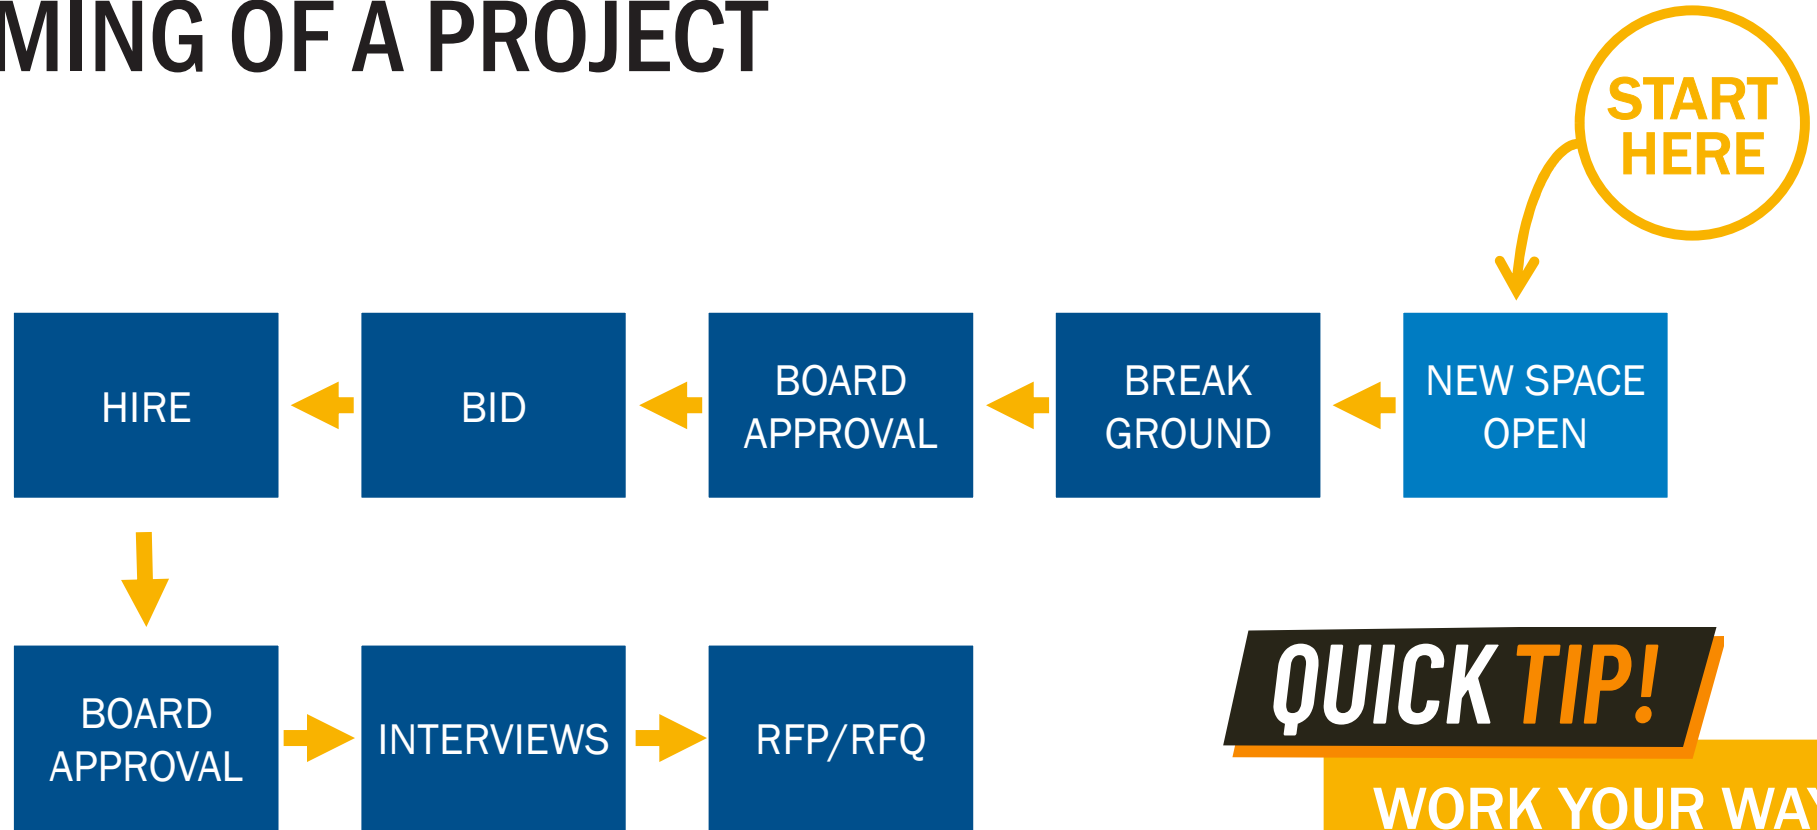 MING OF A PROJECT
START
HERE
HIRE
BID
BOARD
APPROVAL
BREAK
GROUND
NEW SPACE
OPEN
BOARD
APPROVAL
INTERVIEWS
RFP/RFQ
QUICK TIP!
WORK YOUR WAY